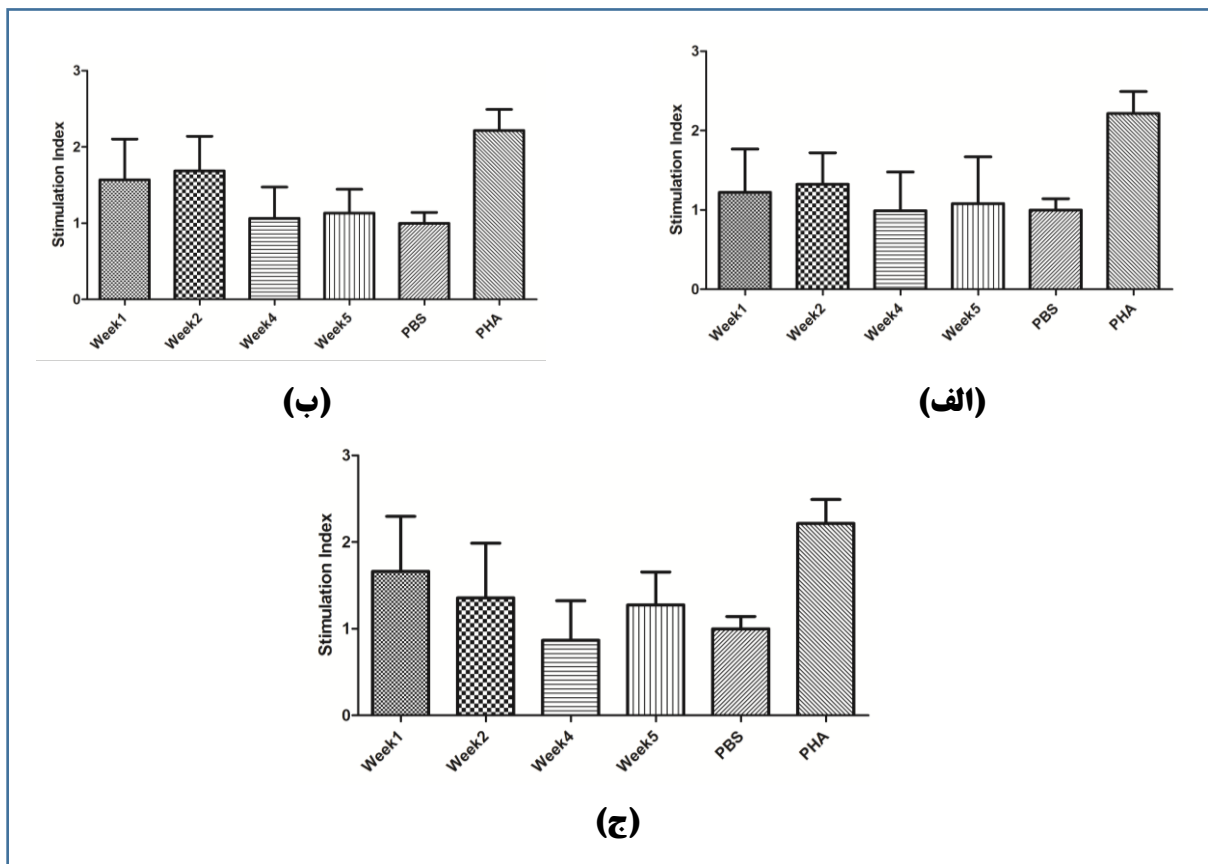 3
2
1
0
Stimulation Index
Week1
Week2
Week4
Week5
PBS
PHA
(الف)
3
2
1
0
Stimulation Index
Week1
Week2
Week4
Week5
PBS
PHA
(ب)
3
2
1
0
Stimulation Index
Week1
Week2
Week4
Week5
PBS
PHA
(ج)